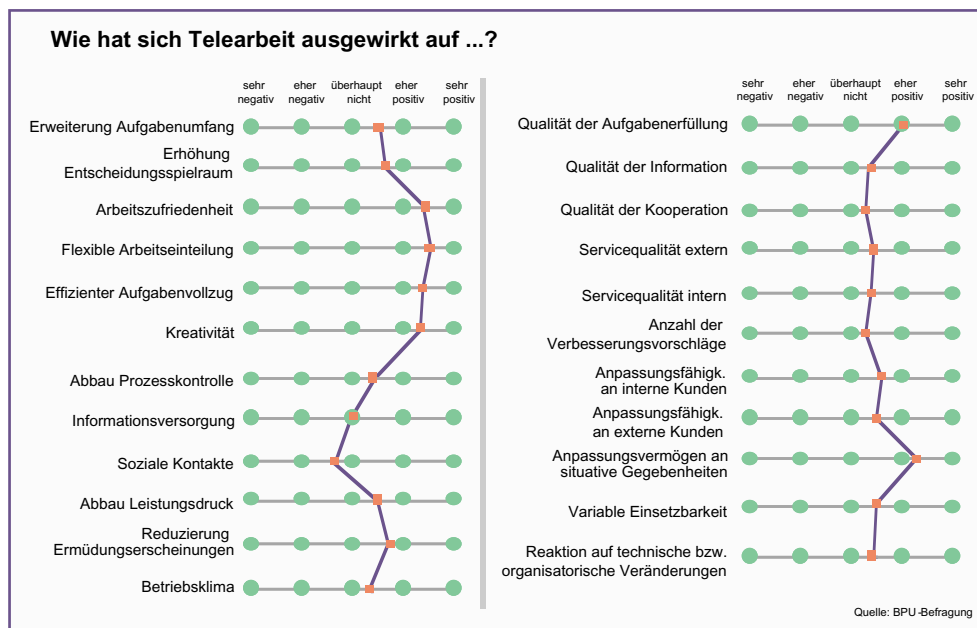 Wie hat sich Telearbeit ausgewirkt auf ...?
sehr negativ
eher negativ
überhaupt nicht
eher positiv
sehr positiv
Erweiterung Aufgabenumfang
Erhöhung
Entscheidungsspielraum
Arbeitszufriedenheit
Flexible Arbeitseinteilung
Effizienter Aufgabenvollzug
Kreativität
Abbau Prozesskontrolle
Informationsversorgung
Soziale Kontakte
Abbau Leistungsdruck
Reduzierung
Ermüdungserscheinungen
Betriebsklima
sehr negativ
eher negativ
überhaupt nicht
eher positiv
sehr positiv
Qualität der Aufgabenerfüllung
Qualität der Information
Qualität der Kooperation
Servicequalität extern
Servicequalität intern
Anzahl der
Verbesserungsvorschläge
Anpassungsfähigk.
an interne Kunden
Anpassungsfähigk.
an externe Kunden
Anpassungsvermögen an
situative Gegebenheiten
Variable Einsetzbarkeit
Reaktion auf technische bzw.
organisatorische Veränderungen
Quelle: BPU-Befragung